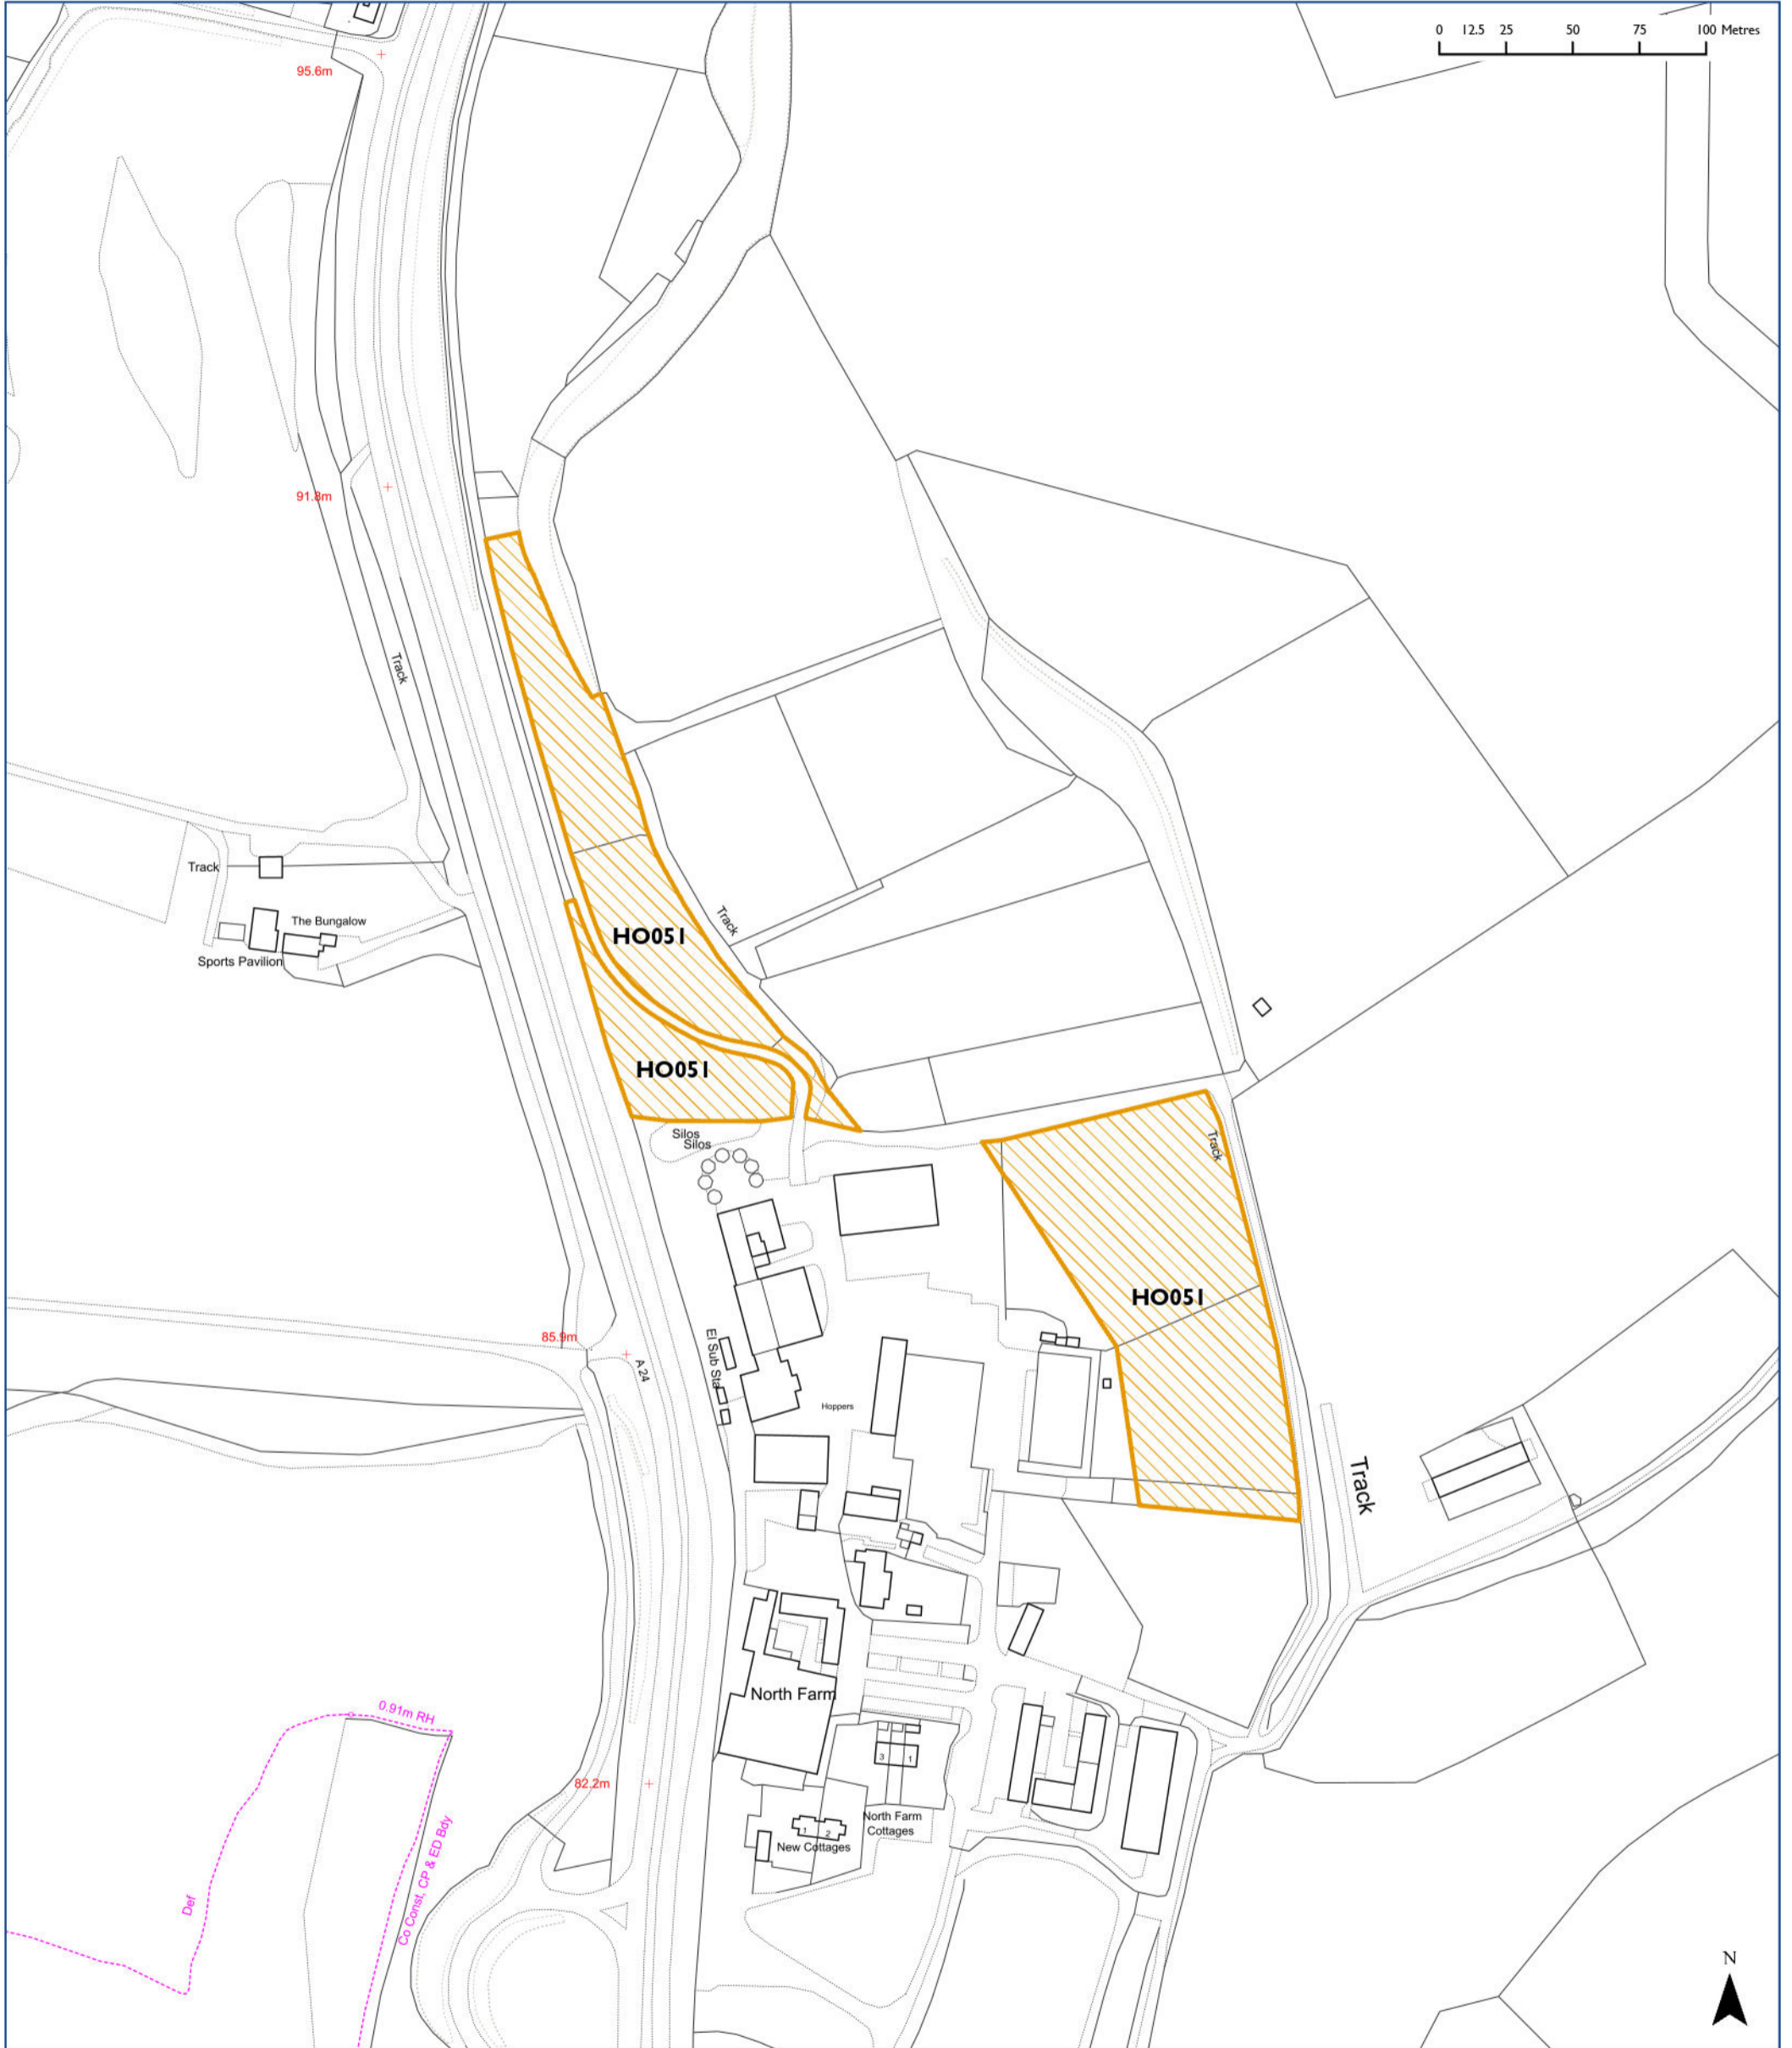 0 12.5 25 50 75 100 Metres
95.6m
91.8m
Track
Track
The Bungalow
Sports Pavilion
Track
HO051
HO051
Silos
Silos
Track
HO051
85.9m
A 24
El Sub Sta
Hoppers
Track
North Farm
0.91m RH
3 1
82.2m
North Farm
Cottages
1 2
New Cottages
Def
Co Const, CP & ED Bdy
N